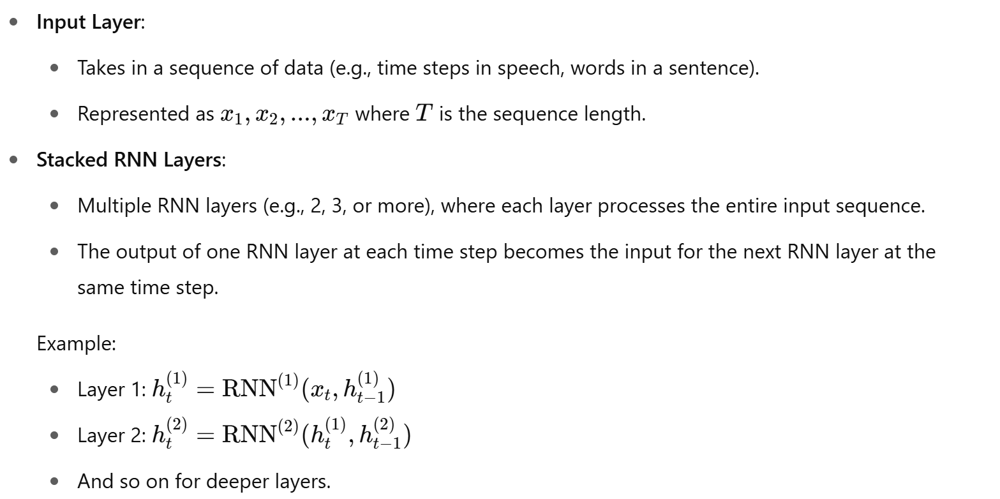 • Input Layer:
• Takes in a sequence of data (e.g., time steps in speech, words in a sentence).
• Represented as $x_1, x_2, ..., x_T$ where $T$ is the sequence length.
• Stacked RNN Layers:
• Multiple RNN layers (e.g., 2, 3, or more), where each layer processes the entire input sequence.
• The output of one RNN layer at each time step becomes the input for the next RNN layer at the
same time step.
Example:
• Layer 1: $h_t^{(1)} = \mathrm{RNN}^{(1)}(x_t, h_{t-1}^{(1)})$
• Layer 2: $h_t^{(2)} = \mathrm{RNN}^{(2)}(h_t^{(1)}, h_{t-1}^{(2)})$
• And so on for deeper layers.